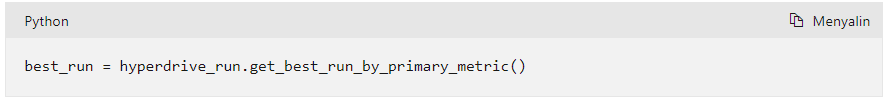 Python
Menyalin
best_run = hyperdrive_run.get_best_run_by_primary_metric()